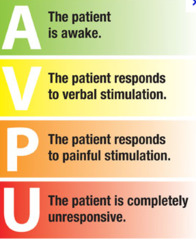 A The patient
is awake.
V The patient responds
to verbal stimulation.
P The patient responds
to painful stimulation.
U The patient is completely
unresponsive.